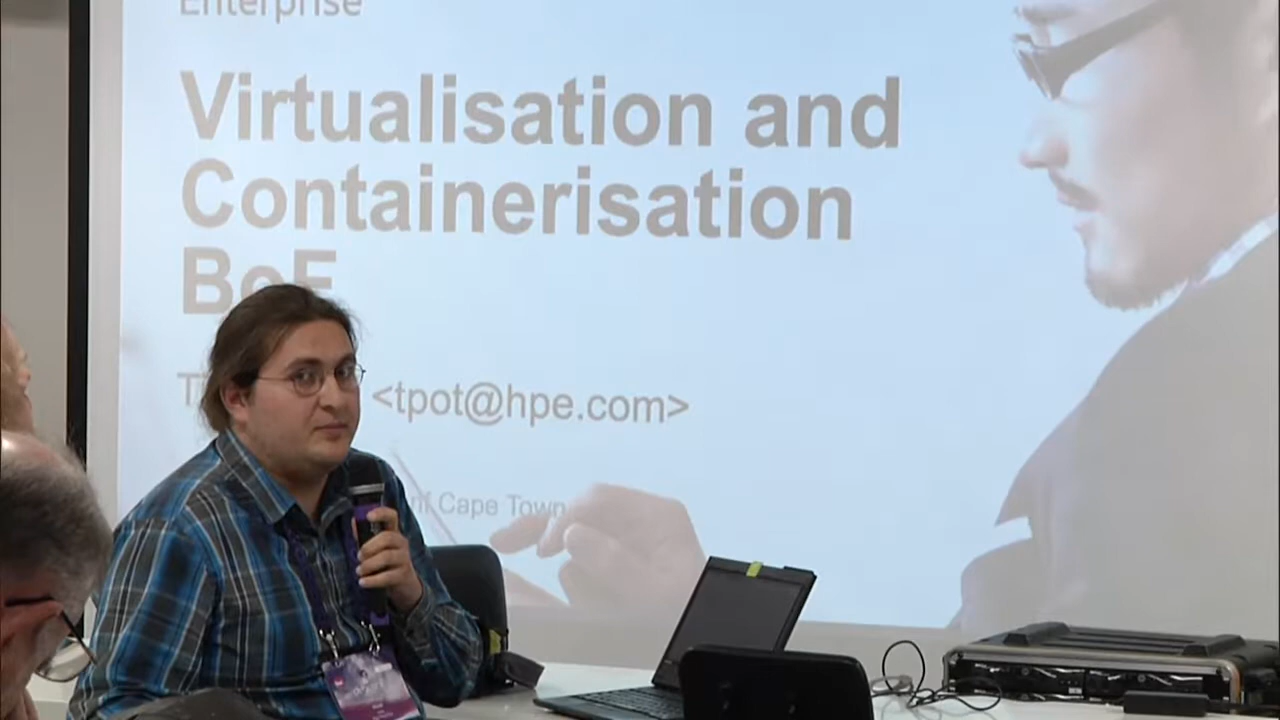 Enterprise
Virtualisation and
Containerisation
BoF
<tpot@hpe.com>
Cape Town